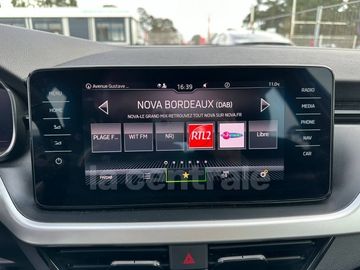 Avenue Gustave ...
16:39
11.0
MENU
HOME
NOVA BORDEAUX (DAB)
NOVA-LE GRAND MIX-RETROUVEZ TOUT NOVA SUR NOVA.FR
PLAGE F...
WIT FM
NRJ
RTL2
Libre
RADIO
MEDIA
PHONE
NAV
CAR
la centrale